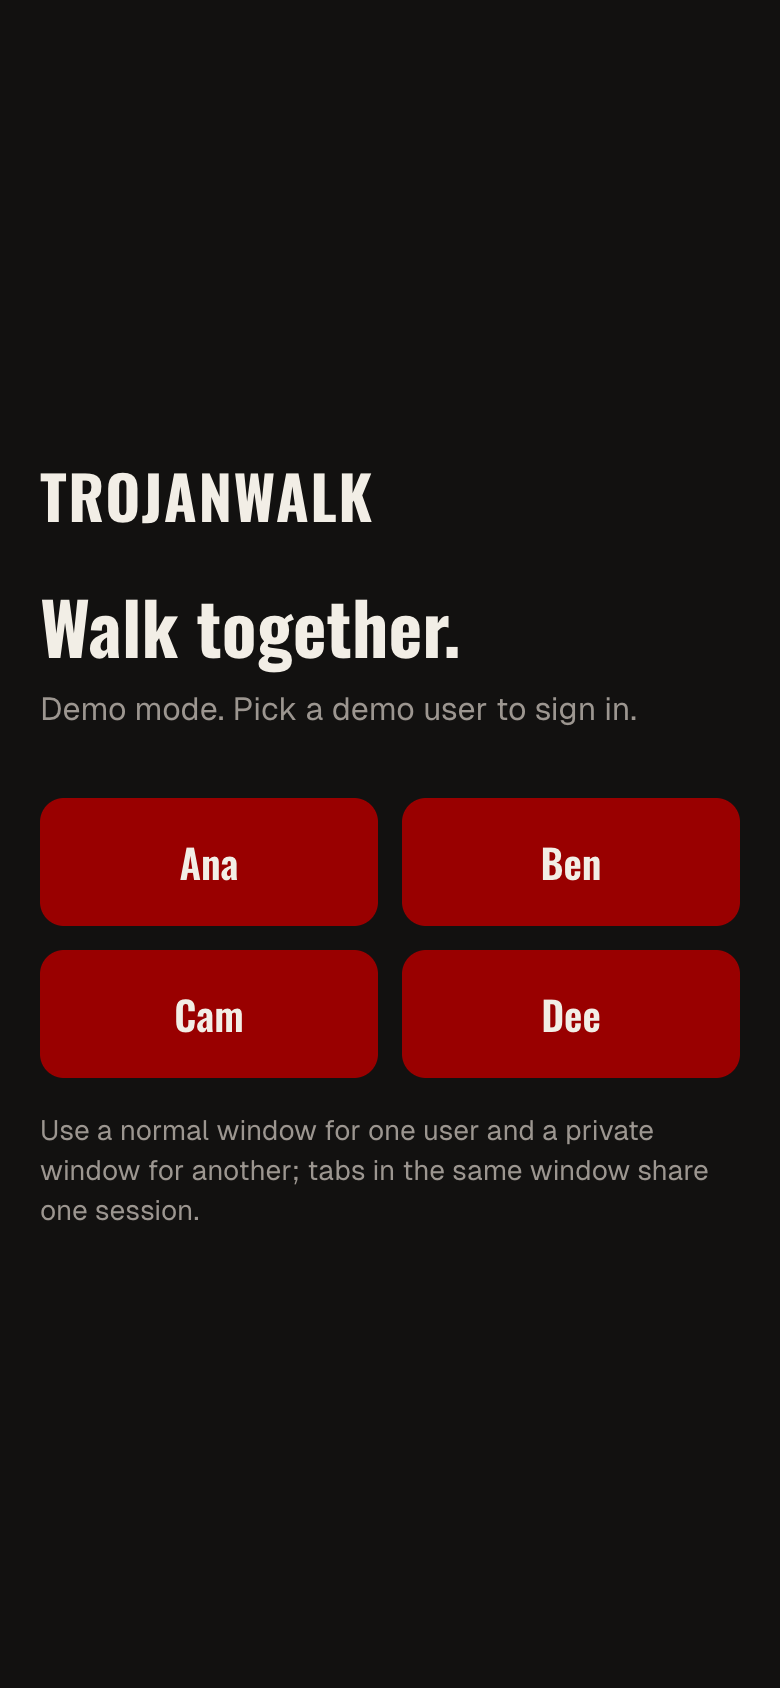 TROJANWALK
Walk together.
Demo mode. Pick a demo user to sign in.
Ana
Ben
Cam
Dee
Use a normal window for one user and a private
window for another; tabs in the same window share
one session.